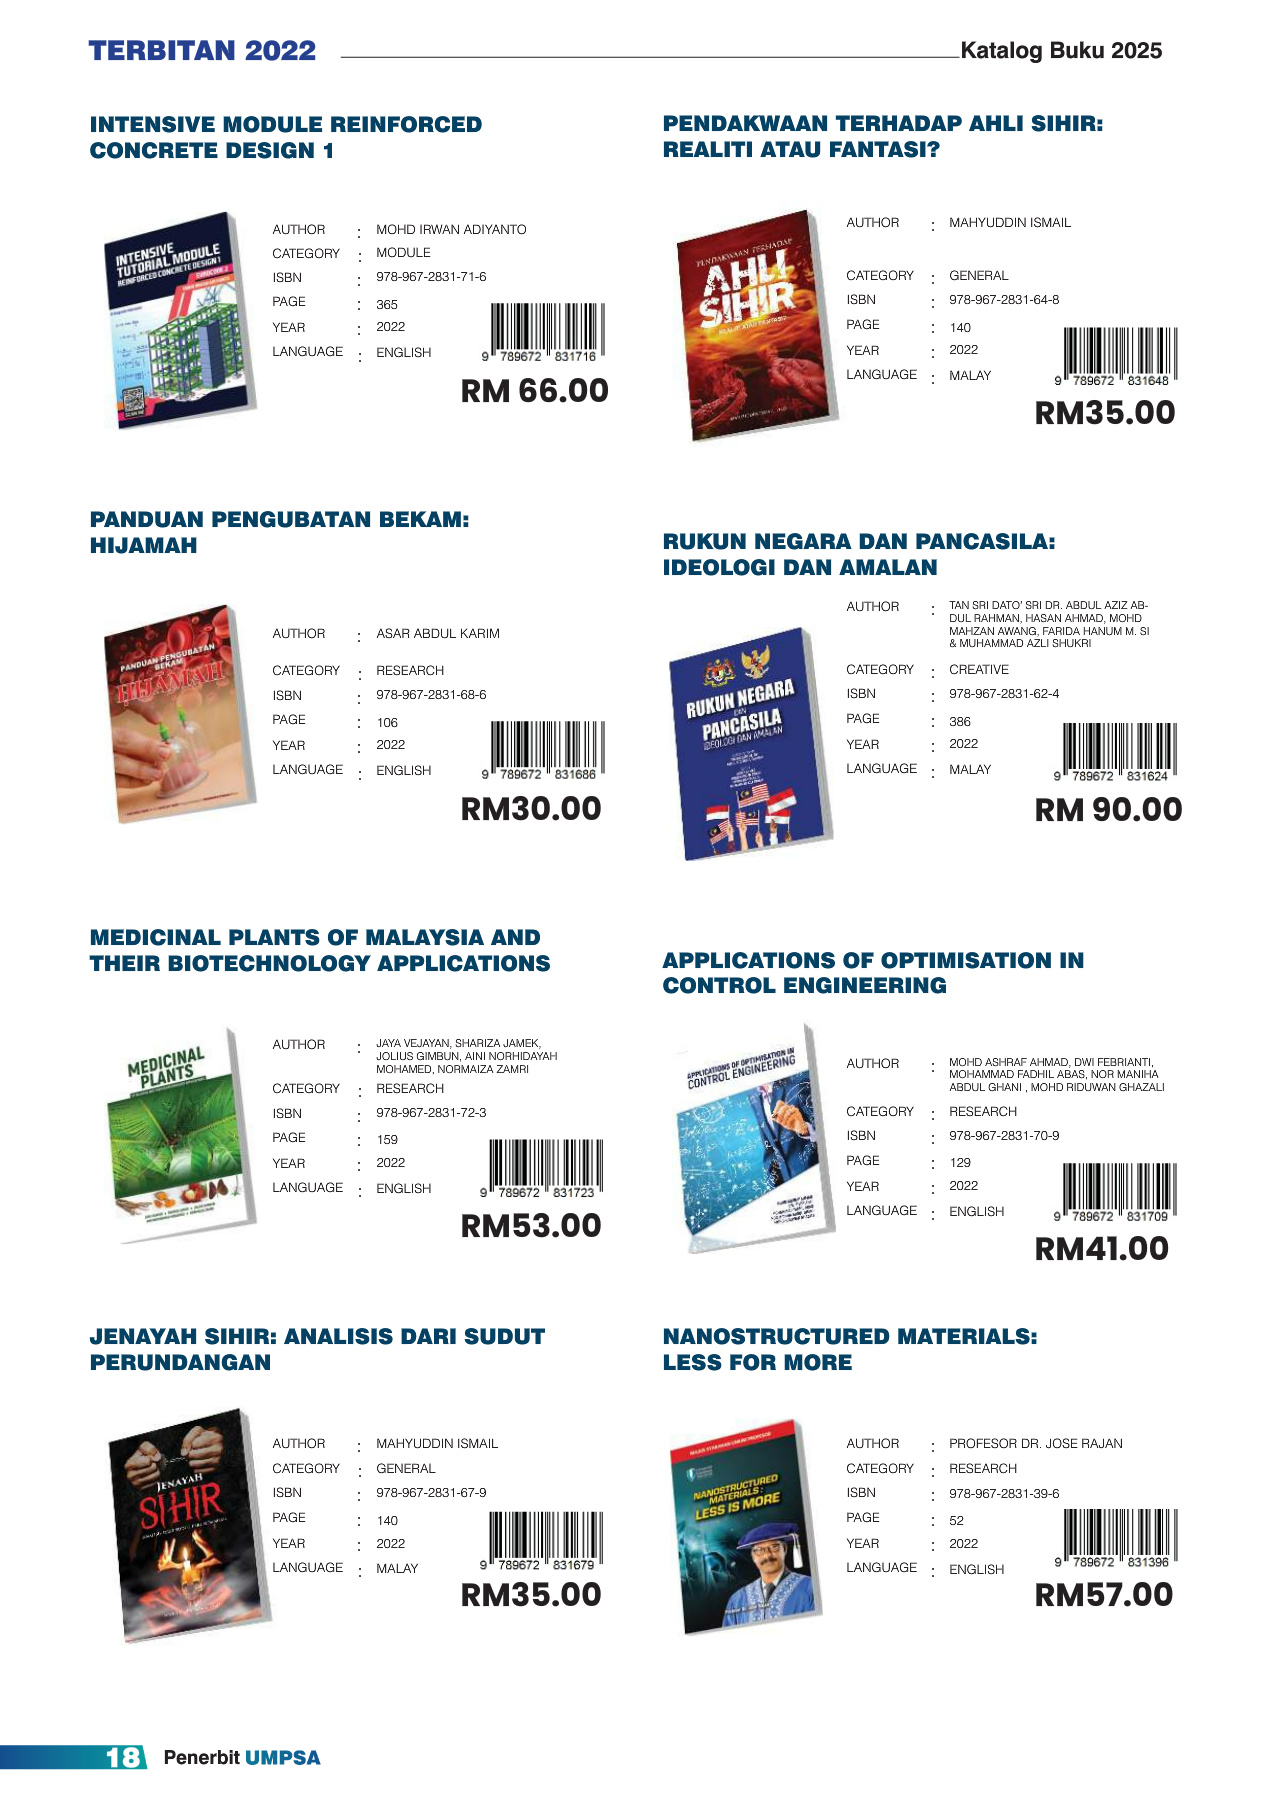 TERBITAN 2022
Katalog Buku 2025
INTENSIVE MODULE REINFORCED
CONCRETE DESIGN 1
INTENSIVE
TUTORIAL MODULE
REINFORCED CONCRETE DESIGN 1
AUTHOR : MOHD IRWAN ADIYANTO
CATEGORY : MODULE
ISBN : 978-967-2831-71-6
PAGE : 365
YEAR : 2022
LANGUAGE : ENGLISH
9 789672 831716
RM 66.00
PENDAKWAAN TERHADAP AHLI SIHIR:
REALITI ATAU FANTASI?
PENDAKWAAN TERHADAP
AHLI
SIHIR
REALITI ATAU FANTASI?
AUTHOR : MAHYUDDIN ISMAIL
CATEGORY : GENERAL
ISBN : 978-967-2831-64-8
PAGE : 140
YEAR : 2022
LANGUAGE : MALAY
9 789672 831648
RM35.00
PANDUAN PENGUBATAN BEKAM:
HIJAMAH
PANDUAN PENGUBATAN
BEKAM
HIJAMAH
AUTHOR : ASAR ABDUL KARIM
CATEGORY : RESEARCH
ISBN : 978-967-2831-68-6
PAGE : 106
YEAR : 2022
LANGUAGE : ENGLISH
9 789672 831686
RM30.00
RUKUN NEGARA DAN PANCASILA:
IDEOLOGI DAN AMALAN
RUKUN NEGARA
DAN
PANCASILA
IDEOLOGI DAN AMALAN
AUTHOR : TAN SRI DATO' SRI DR. ABDUL AZIZ AB-
DUL RAHMAN, HASAN AHMAD, MOHD
MAHZAN AWANG, FARIDA HANUM M. SI
& MUHAMMAD AZLI SHUKRI
CATEGORY : CREATIVE
ISBN : 978-967-2831-62-4
PAGE : 386
YEAR : 2022
LANGUAGE : MALAY
9 789672 831624
RM 90.00
MEDICINAL PLANTS OF MALAYSIA AND
THEIR BIOTECHNOLOGY APPLICATIONS
MEDICINAL
PLANTS
AUTHOR : JAYA VEJAYAN, SHARIZA JAMEK,
JOLIUS GIMBUN, AINI NORHIDAYAH
MOHAMED, NORMAIZA ZAMRI
CATEGORY : RESEARCH
ISBN : 978-967-2831-72-3
PAGE : 159
YEAR : 2022
LANGUAGE : ENGLISH
9 789672 831723
RM53.00
APPLICATIONS OF OPTIMISATION IN
CONTROL ENGINEERING
APPLICATIONS OF OPTIMISATION IN
CONTROL ENGINEERING
AUTHOR : MOHD ASHRAF AHMAD, DWI FEBRIANTI,
MOHAMMAD FADHIL ABAS, NOR MANIHA
ABDUL GHANI , MOHD RIDUWAN GHAZALI
CATEGORY : RESEARCH
ISBN : 978-967-2831-70-9
PAGE : 129
YEAR : 2022
LANGUAGE : ENGLISH
9 789672 831709
RM41.00
JENAYAH SIHIR: ANALISIS DARI SUDUT
PERUNDANGAN
JENAYAH
SIHIR
AUTHOR : MAHYUDDIN ISMAIL
CATEGORY : GENERAL
ISBN : 978-967-2831-67-9
PAGE : 140
YEAR : 2022
LANGUAGE : MALAY
9 789672 831679
RM35.00
NANOSTRUCTURED MATERIALS:
LESS FOR MORE
NANOSTRUCTURED
MATERIALS :
LESS IS MORE
AUTHOR : PROFESOR DR. JOSE RAJAN
CATEGORY : RESEARCH
ISBN : 978-967-2831-39-6
PAGE : 52
YEAR : 2022
LANGUAGE : ENGLISH
9 789672 831396
RM57.00
18 Penerbit UMPSA